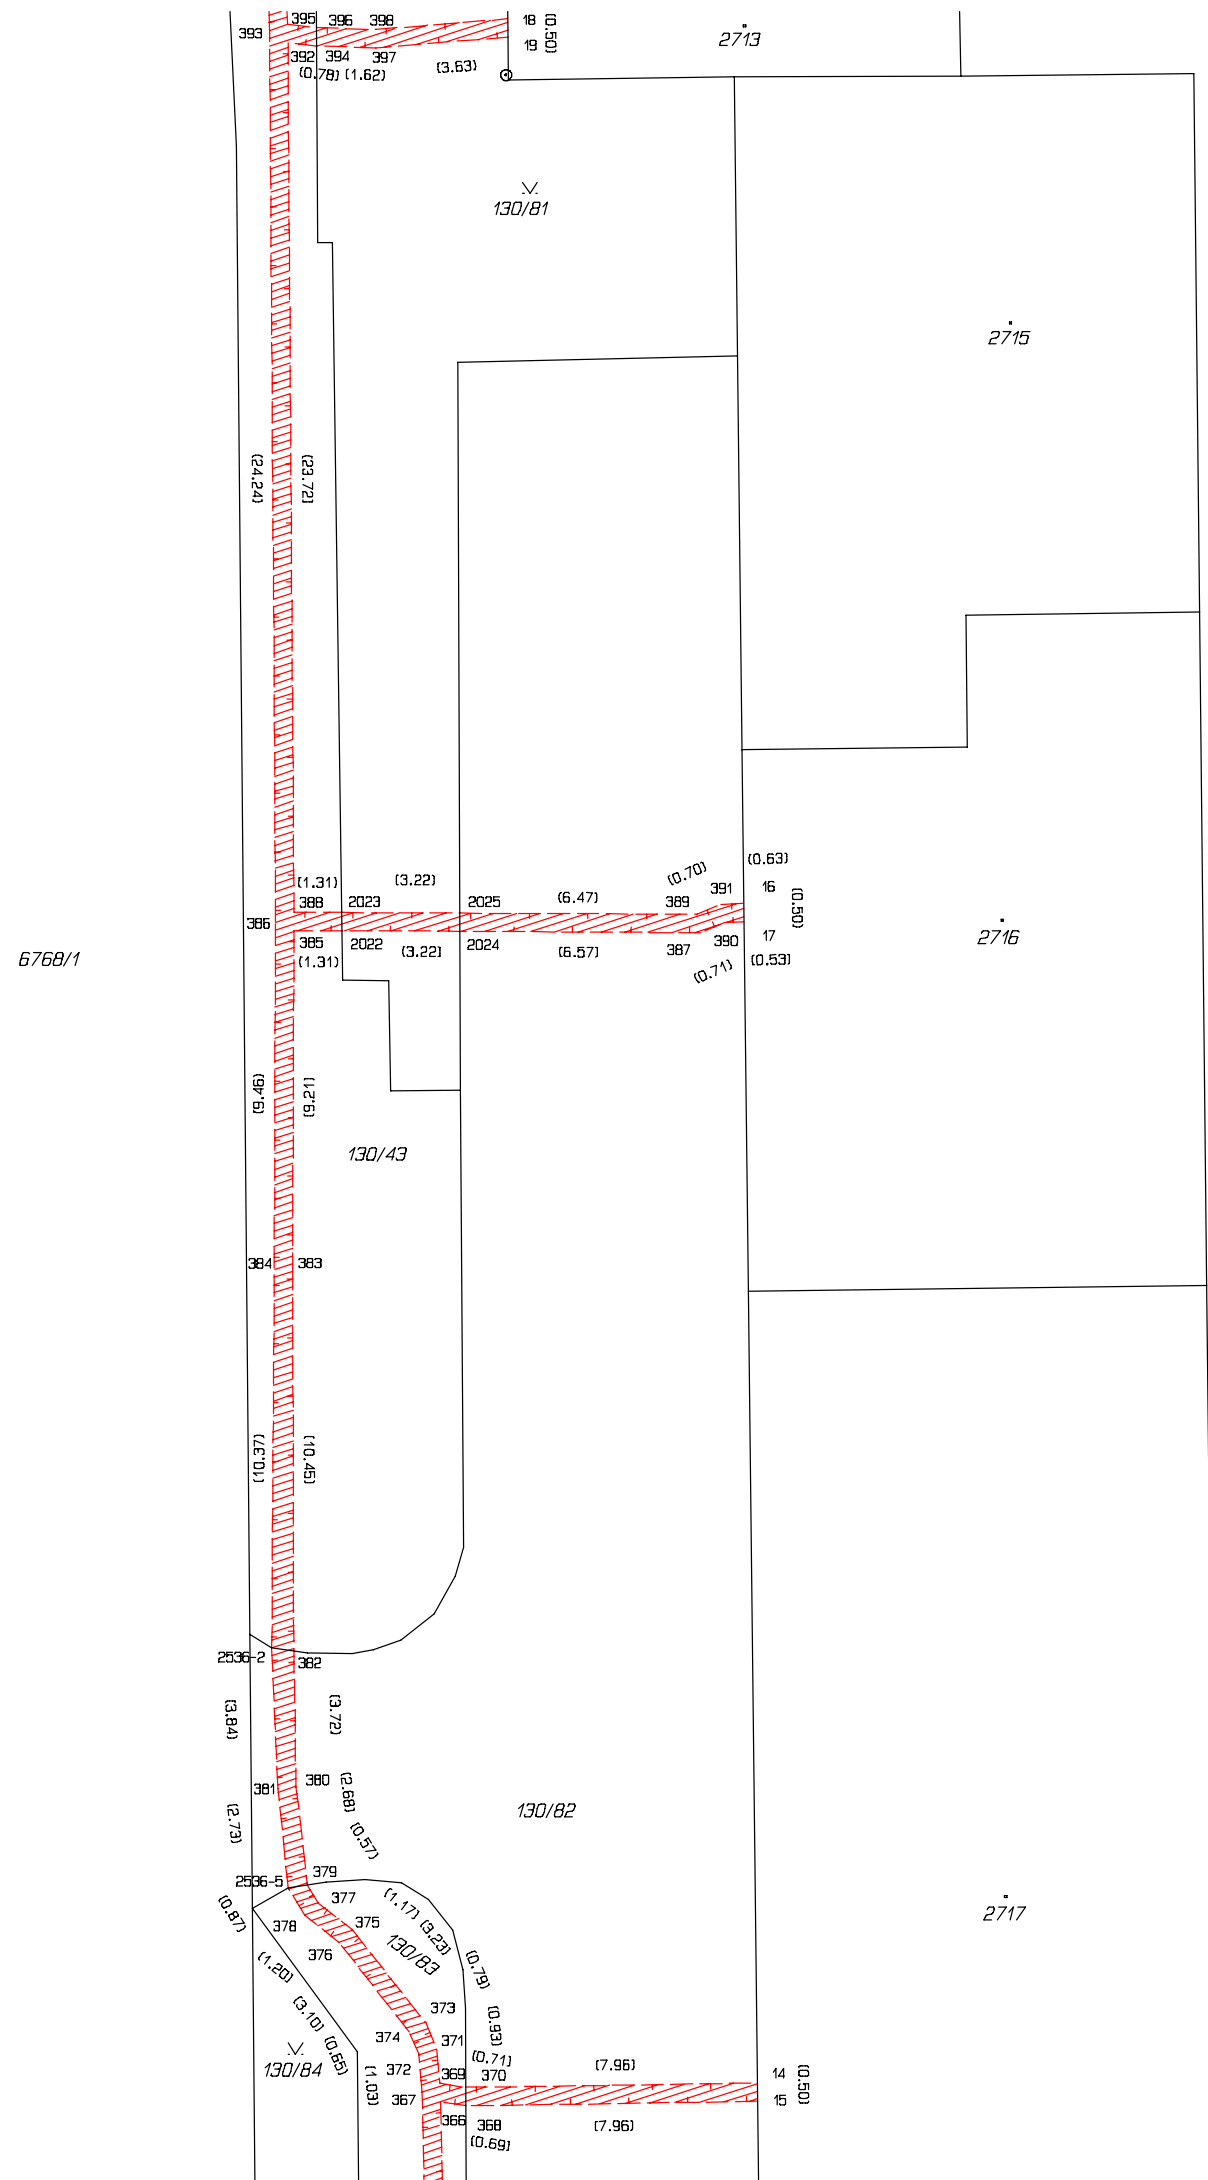 395 396 398 18 (0.50)
393 19 2713
392 394 397
(0.78) (1.62) (3.63)
130/81
2715
(24.24) (23.72)
(1.31) (3.22) (6.47) (0.70) (0.63)
388 2023 2025 389 391 16 (0.50)
386 2716
385 2022 2024 387 390 17
6768/1 (1.31) (3.22) (6.57) (0.71) (0.53)
(9.46) (9.21)
130/43
384 383
(10.37) (10.45)
2536-2 382
(3.84) (3.72)
381 380 (2.68)
(2.73) (0.57) 130/82
2536-5 379
(0.87) 377 (1.17) 2717
378 375 (3.23)
376 130/83
(1.20) (0.79)
(3.10) 373 (0.93)
(0.65) 374 371
130/84 372 (0.71) (7.96)
(1.03) 369 370 14 (0.50)
367 15
366 368 (7.96)
(0.69)